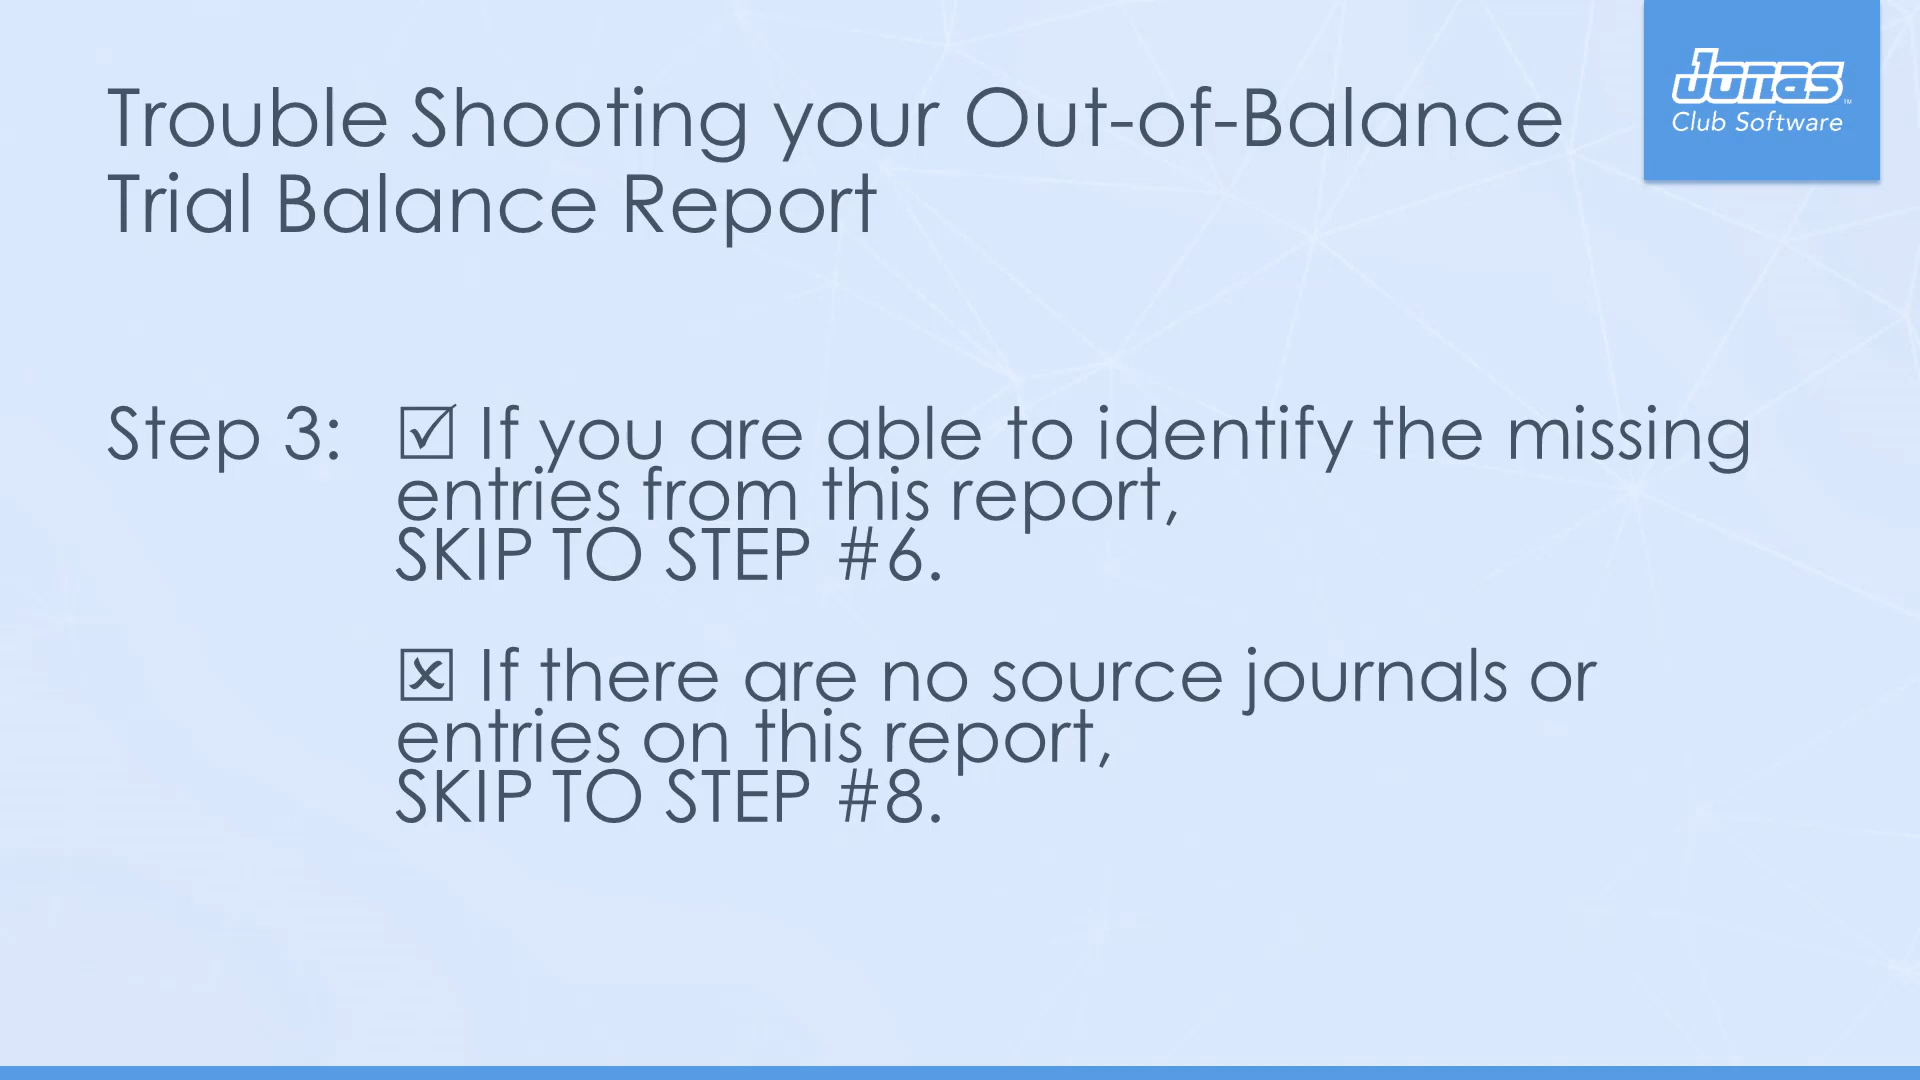 Trouble Shooting your Out-of-Balance
Trial Balance Report
Jonas
Club Software
Step 3: ☑ If you are able to identify the missing
entries from this report,
SKIP TO STEP #6.
☒ If there are no source journals or
entries on this report,
SKIP TO STEP #8.